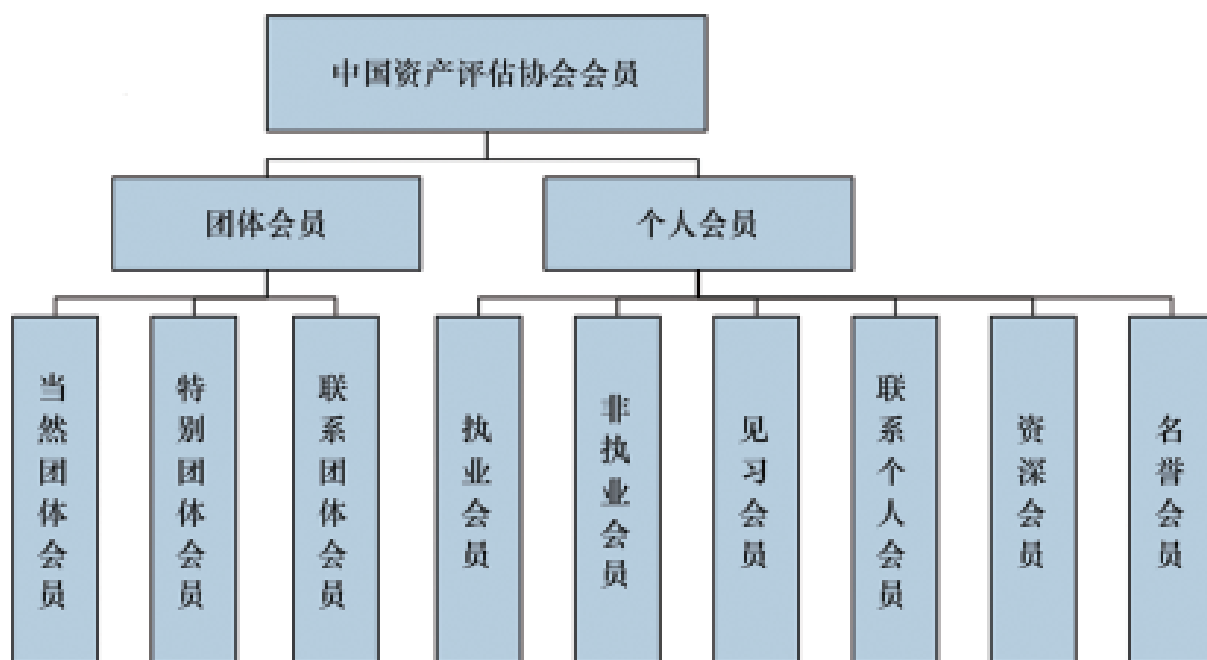 中国资产评估协会会员
团体会员
个人会员
当然团体会员
特别团体会员
联系团体会员
执业会员
非执业会员
见习会员
联系个人会员
资深会员
名誉会员